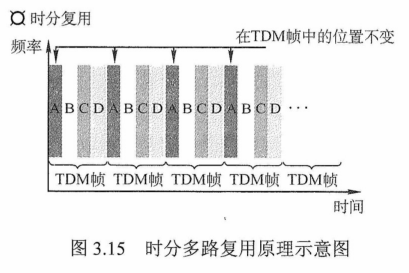 ¤ 时分复用
频率
在TDM帧中的位置不变
A B C D A B C D A B C D A B C D ···
TDM帧 TDM帧 TDM帧 TDM帧 TDM帧
时间
图 3.15 时分多路复用原理示意图